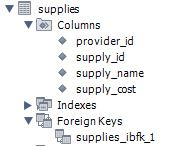 supplies
Columns
provider_id
supply_id
supply_name
supply_cost
Indexes
Foreign Keys
supplies_ibfk_1